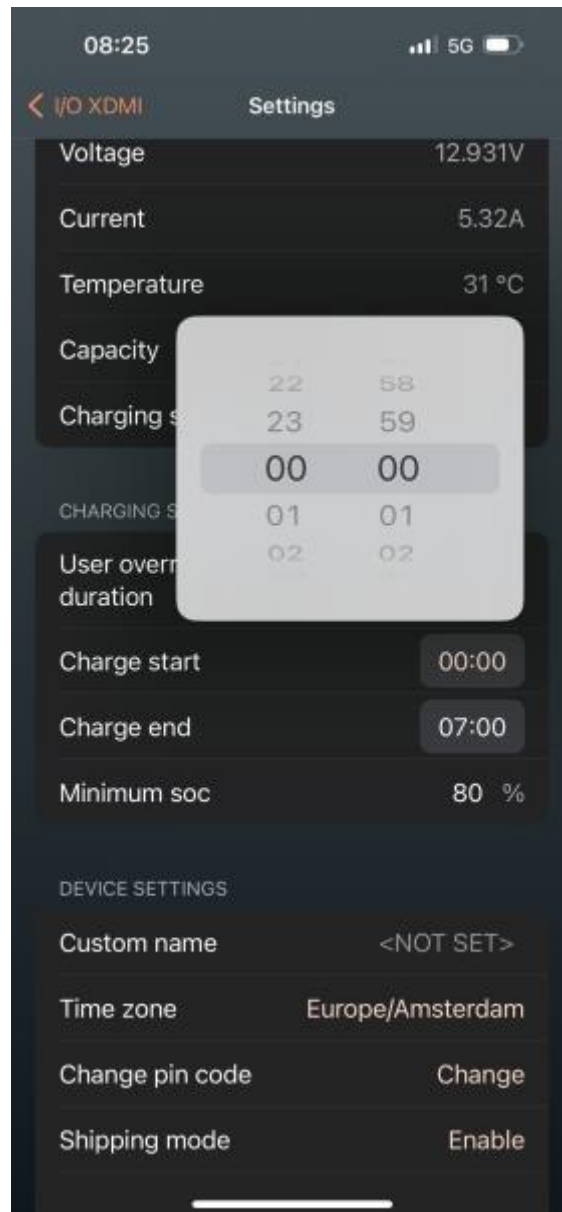 08:25 5G
I/O XDMI Settings
Voltage 12.931V
Current 5.32A
Temperature 31 °C
Capacity
Charging s
22 58
23 59
00 00
01 01
02 02
CHARGING S
User overr
duration
Charge start 00:00
Charge end 07:00
Minimum soc 80 %
DEVICE SETTINGS
Custom name <NOT SET>
Time zone Europe/Amsterdam
Change pin code Change
Shipping mode Enable